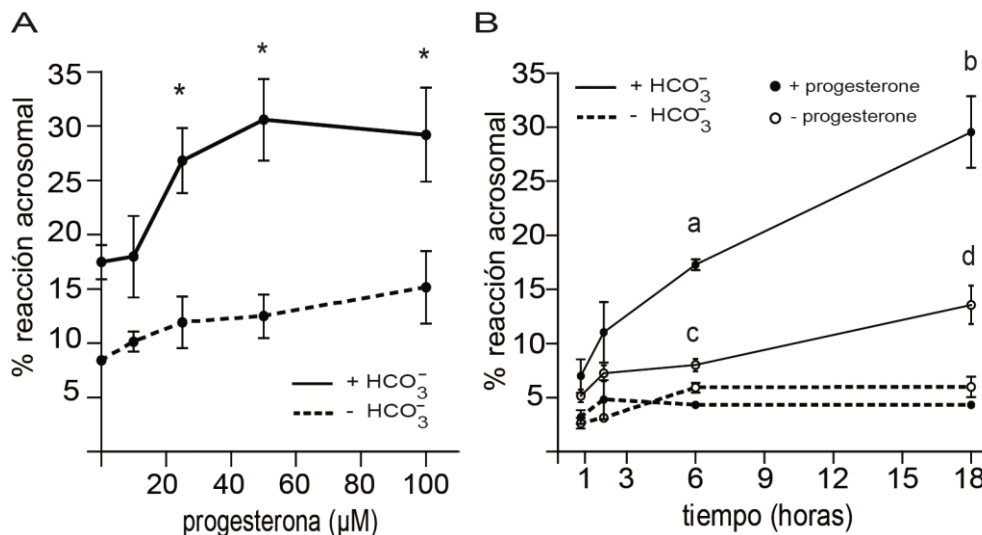 A
35
30
25
20
15
10
5
% reacción acrosomal
* * *
+ HCO₃⁻
- HCO₃⁻
20 40 60 80 100
progesterona (µM)
B
35
30
25
20
15
10
5
% reacción acrosomal
+ HCO₃⁻
- HCO₃⁻
+ progesterone
- progesterone
a
b
c
d
1 3 6 9 12 15 18
tiempo (horas)